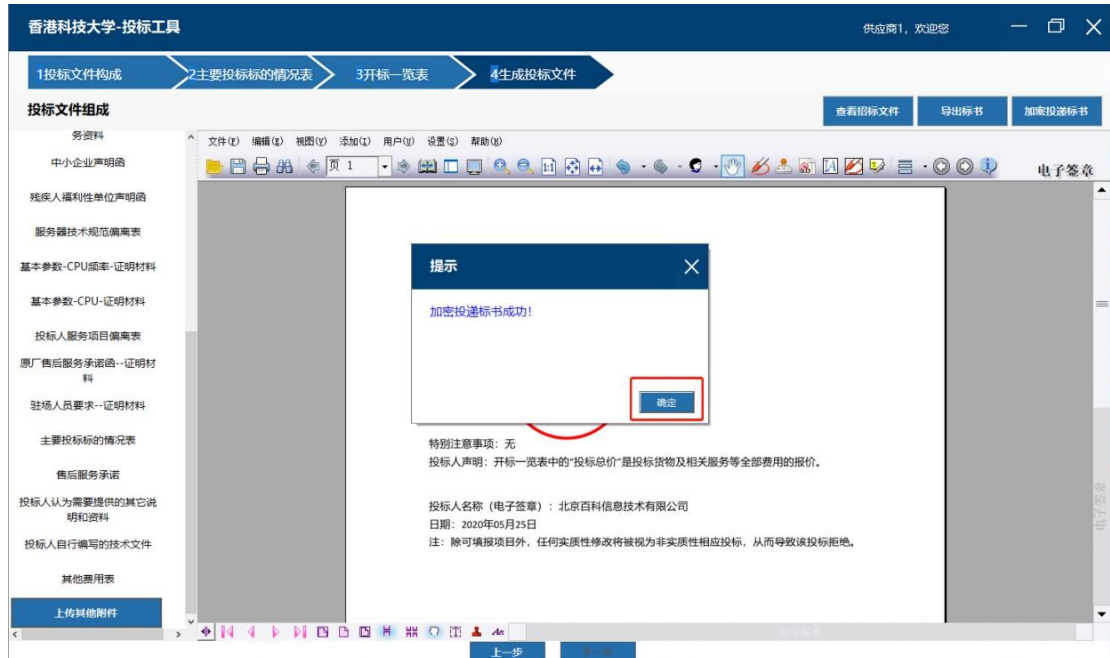 香港科技大学-投标工具
供应商1，欢迎您
1投标文件构成
2主要投标标的情况表
3开标一览表
4生成投标文件
投标文件组成
查看招标文件
导出标书
加密投递标书
务资料
中小企业声明函
残疾人福利性单位声明函
服务器技术规范偏离表
基本参数-CPU频率-证明材料
基本参数-CPU-证明材料
投标人服务项目偏离表
原厂售后服务承诺函--证明材
料
驻场人员要求--证明材料
主要投标标的情况表
售后服务承诺
投标人认为需要提供的其它说
明和资料
投标人自行编写的技术文件
其他费用表
上传其他附件
文件(F) 编辑(E) 视图(V) 添加(I) 用户(U) 设置(S) 帮助(H)
页 1
电子签章
提示
加密投递标书成功！
确定
特别注意事项：无
投标人声明：开标一览表中的“投标总价”是投标货物及相关服务等全部费用的报价。
投标人名称（电子签章）：北京百科信息技术有限公司
日期：2020年05月25日
注：除可填报项目外，任何实质性修改将被视为非实质性相应投标，从而导致该投标拒绝。
电子签章
电子签章
上一步
下一步